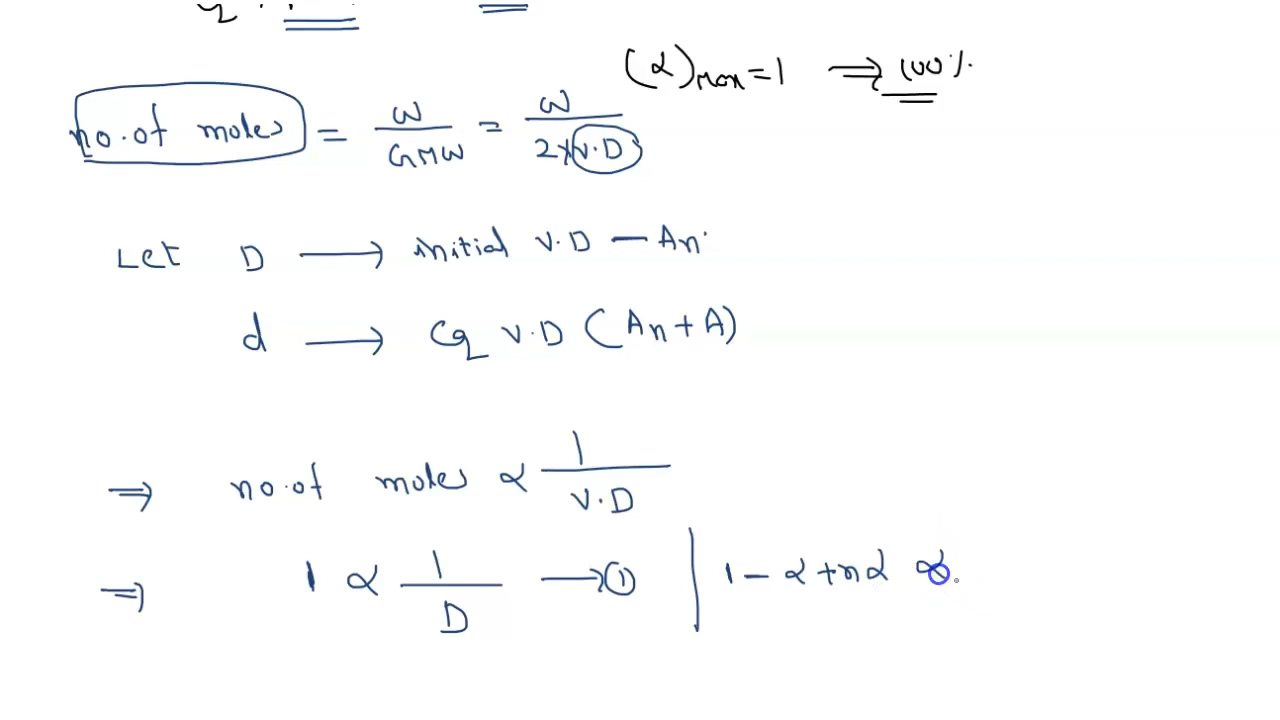 (α)max = 1 ⇒ 100%
no. of moles = W/GMW = W/2×V.D
Let D ⟶ initial V.D – An
d ⟶ Eq V.D (An + A)
⇒ no. of moles ∝ 1/V.D
⇒ 1 ∝ 1/D ⟶ ① | 1 – α + nα ∝